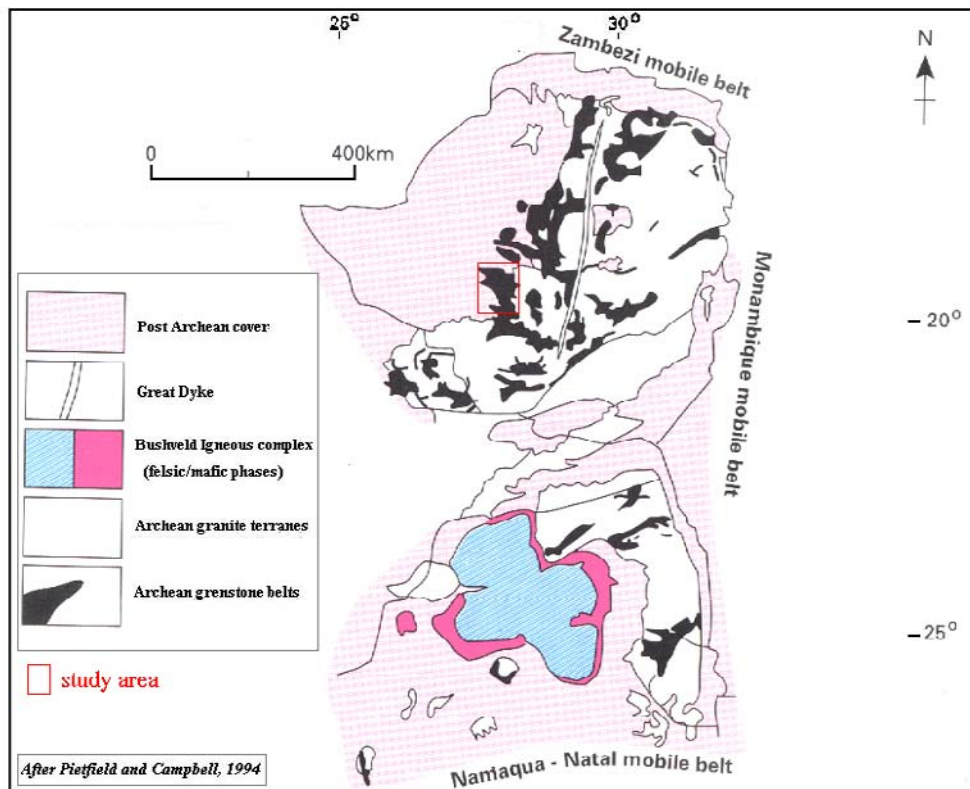 25°
30°
Zambezi mobile belt
N
0
400km
Monambique mobile belt
20°
Post Archean cover
Great Dyke
Bushveld Igneous complex
(felsic/mafic phases)
Archean granite terranes
Archean grenstone belts
25°
study area
After Pietfield and Campbell, 1994
Namaqua - Natal mobile belt